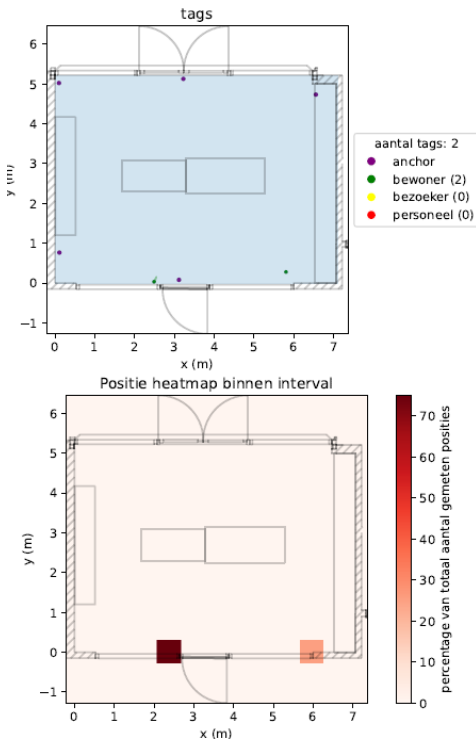 tags
6
5
4
3
2
1
0
−1
y (m)
0 1 2 3 4 5 6 7
x (m)
aantal tags: 2
anchor
bewoner (2)
bezoeker (0)
personeel (0)
Positie heatmap binnen interval
6
5
4
3
2
1
0
−1
y (m)
0 1 2 3 4 5 6 7
x (m)
70
60
50
40
30
20
10
0
percentage van totaal aantal gemeten posities